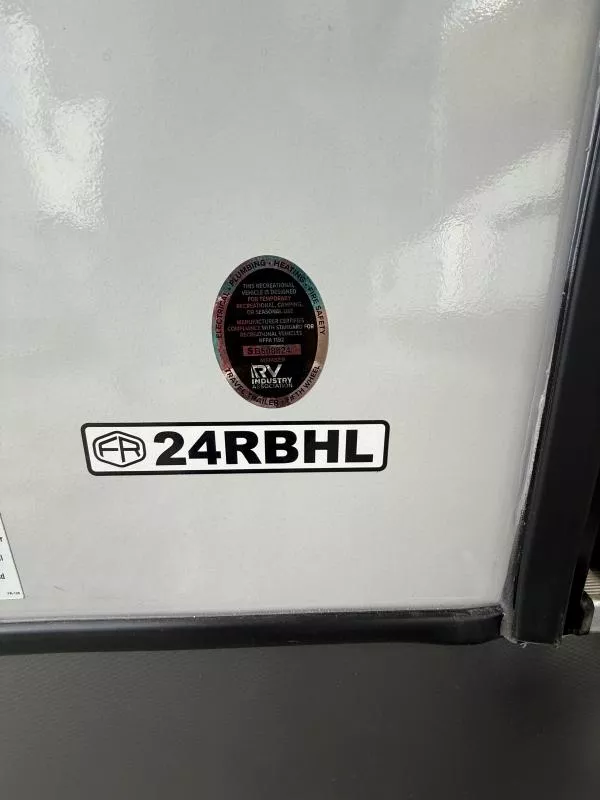 ELECTRICAL • PLUMBING • HEATING • FIRE SAFETY
THIS RECREATIONAL
VEHICLE IS DESIGNED
FOR TEMPORARY
RECREATIONAL, CAMPING,
OR SEASONAL USE
MANUFACTURER CERTIFIES
COMPLIANCE WITH STANDARD FOR
RECREATIONAL VEHICLES
NFPA 1192
MEMBER
RV
INDUSTRY
ASSOCIATION
TRAVEL TRAILER • FIFTH WHEEL
FR 24RBHL